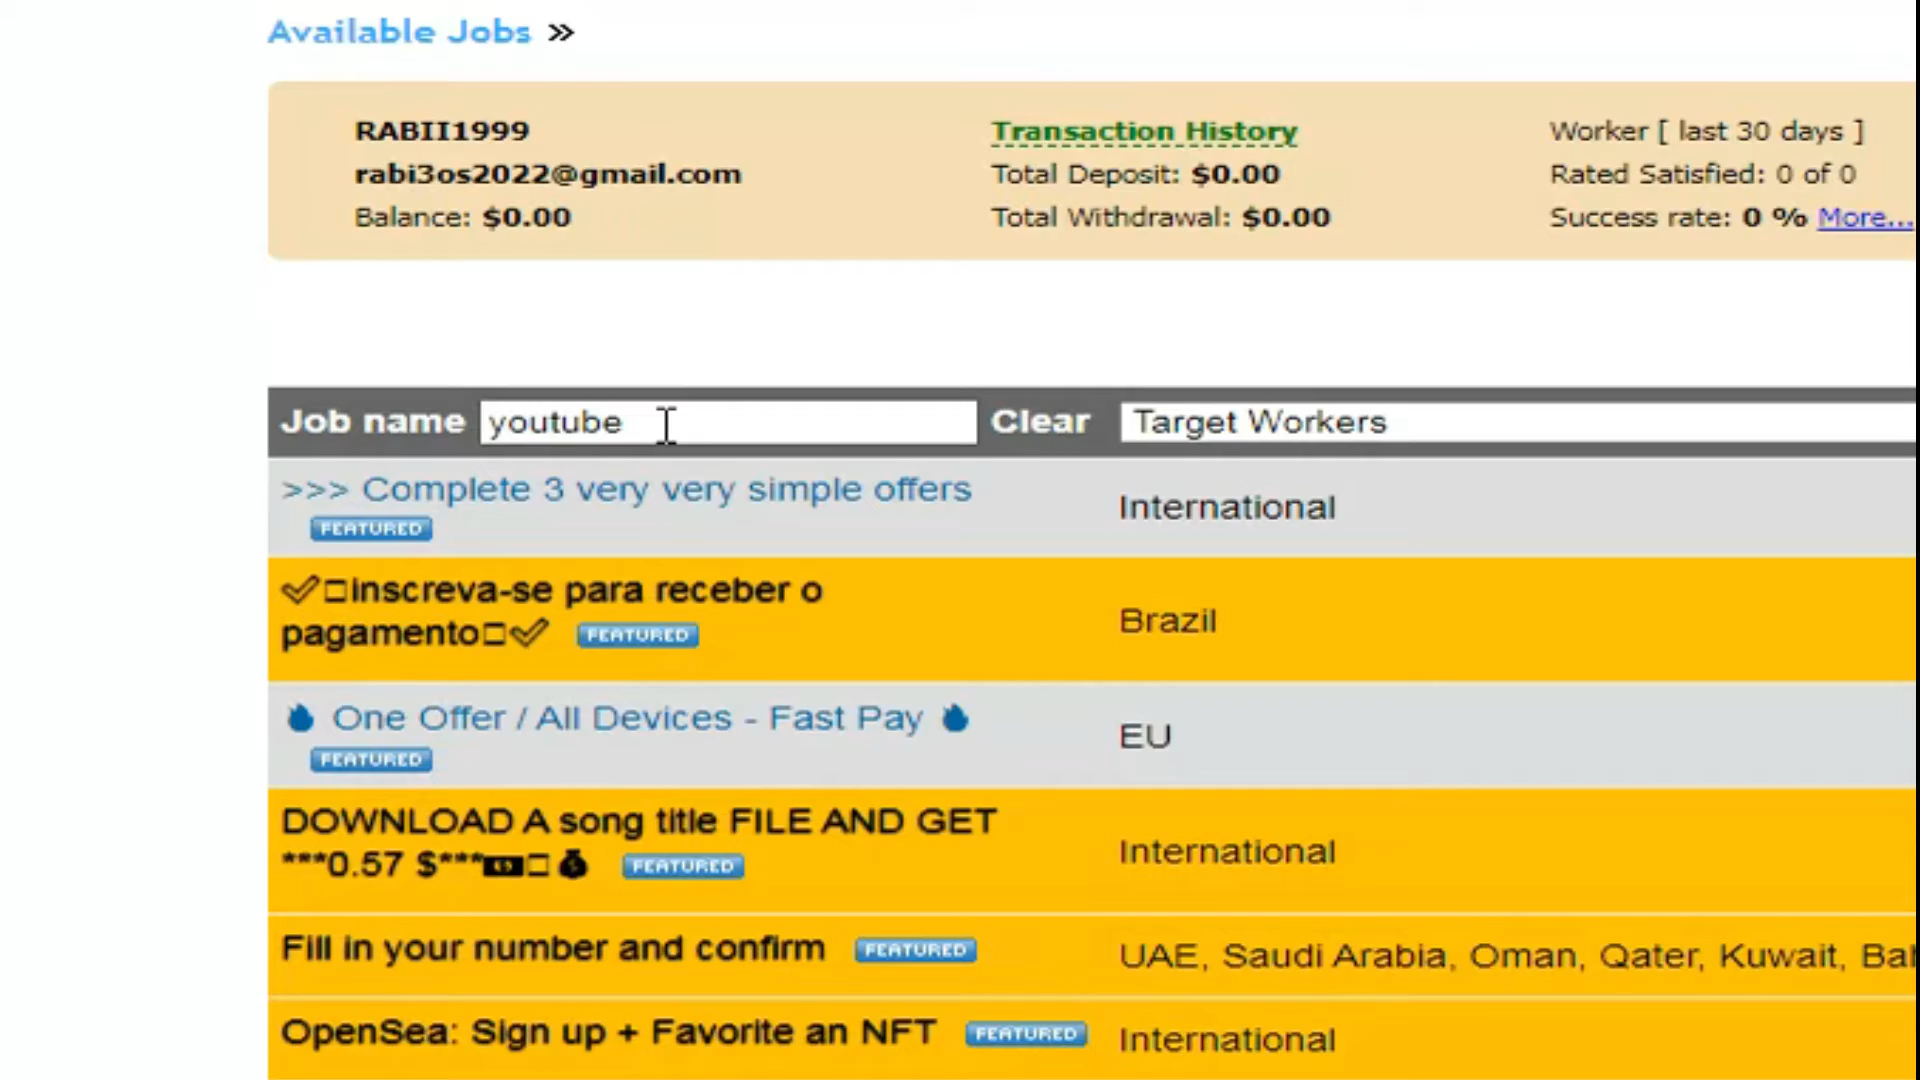 Available Jobs »
RABII1999
Transaction History
Worker [ last 30 days ]
rabi3os2022@gmail.com
Total Deposit: $0.00
Rated Satisfied: 0 of 0
Balance: $0.00
Total Withdrawal: $0.00
Success rate: 0 % More...
Job name youtube Clear Target Workers
>>> Complete 3 very very simple offers
FEATURED
International
✓□Inscreva-se para receber o
pagamento□✓ FEATURED
Brazil
One Offer / All Devices - Fast Pay
FEATURED
EU
DOWNLOAD A song title FILE AND GET
***0.57 $***□ FEATURED
International
Fill in your number and confirm FEATURED
UAE, Saudi Arabia, Oman, Qater, Kuwait,
OpenSea: Sign up + Favorite an NFT FEATURED
International